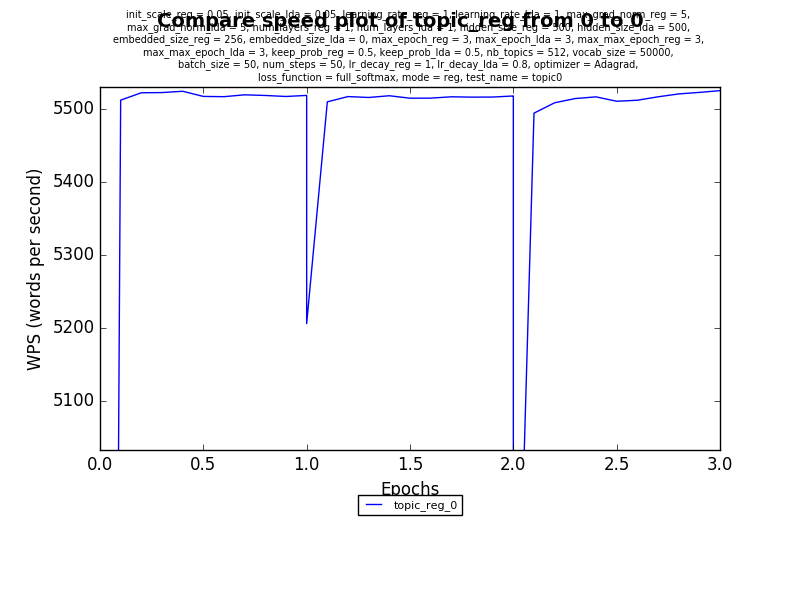 Compare speed plot of topic_reg from 0 to 0
init_scale_reg = 0.05, init_scale_lda = 0.05, learning_rate_reg = 1, learning_rate_lda = 1, max_grad_norm_reg = 5,
max_grad_norm_lda = 5, num_layers_reg = 1, num_layers_lda = 1, hidden_size_reg = 500, hidden_size_lda = 500,
embedded_size_reg = 256, embedded_size_lda = 0, max_epoch_reg = 3, max_epoch_lda = 3, max_max_epoch_reg = 3,
max_max_epoch_lda = 3, keep_prob_reg = 0.5, keep_prob_lda = 0.5, nb_topics = 512, vocab_size = 50000,
batch_size = 50, num_steps = 50, lr_decay_reg = 1, lr_decay_lda = 0.8, optimizer = Adagrad,
loss_function = full_softmax, mode = reg, test_name = topic0
5500
5400
5300
5200
5100
WPS (words per second)
0.0 0.5 1.0 1.5 2.0 2.5 3.0
Epochs
topic_reg_0